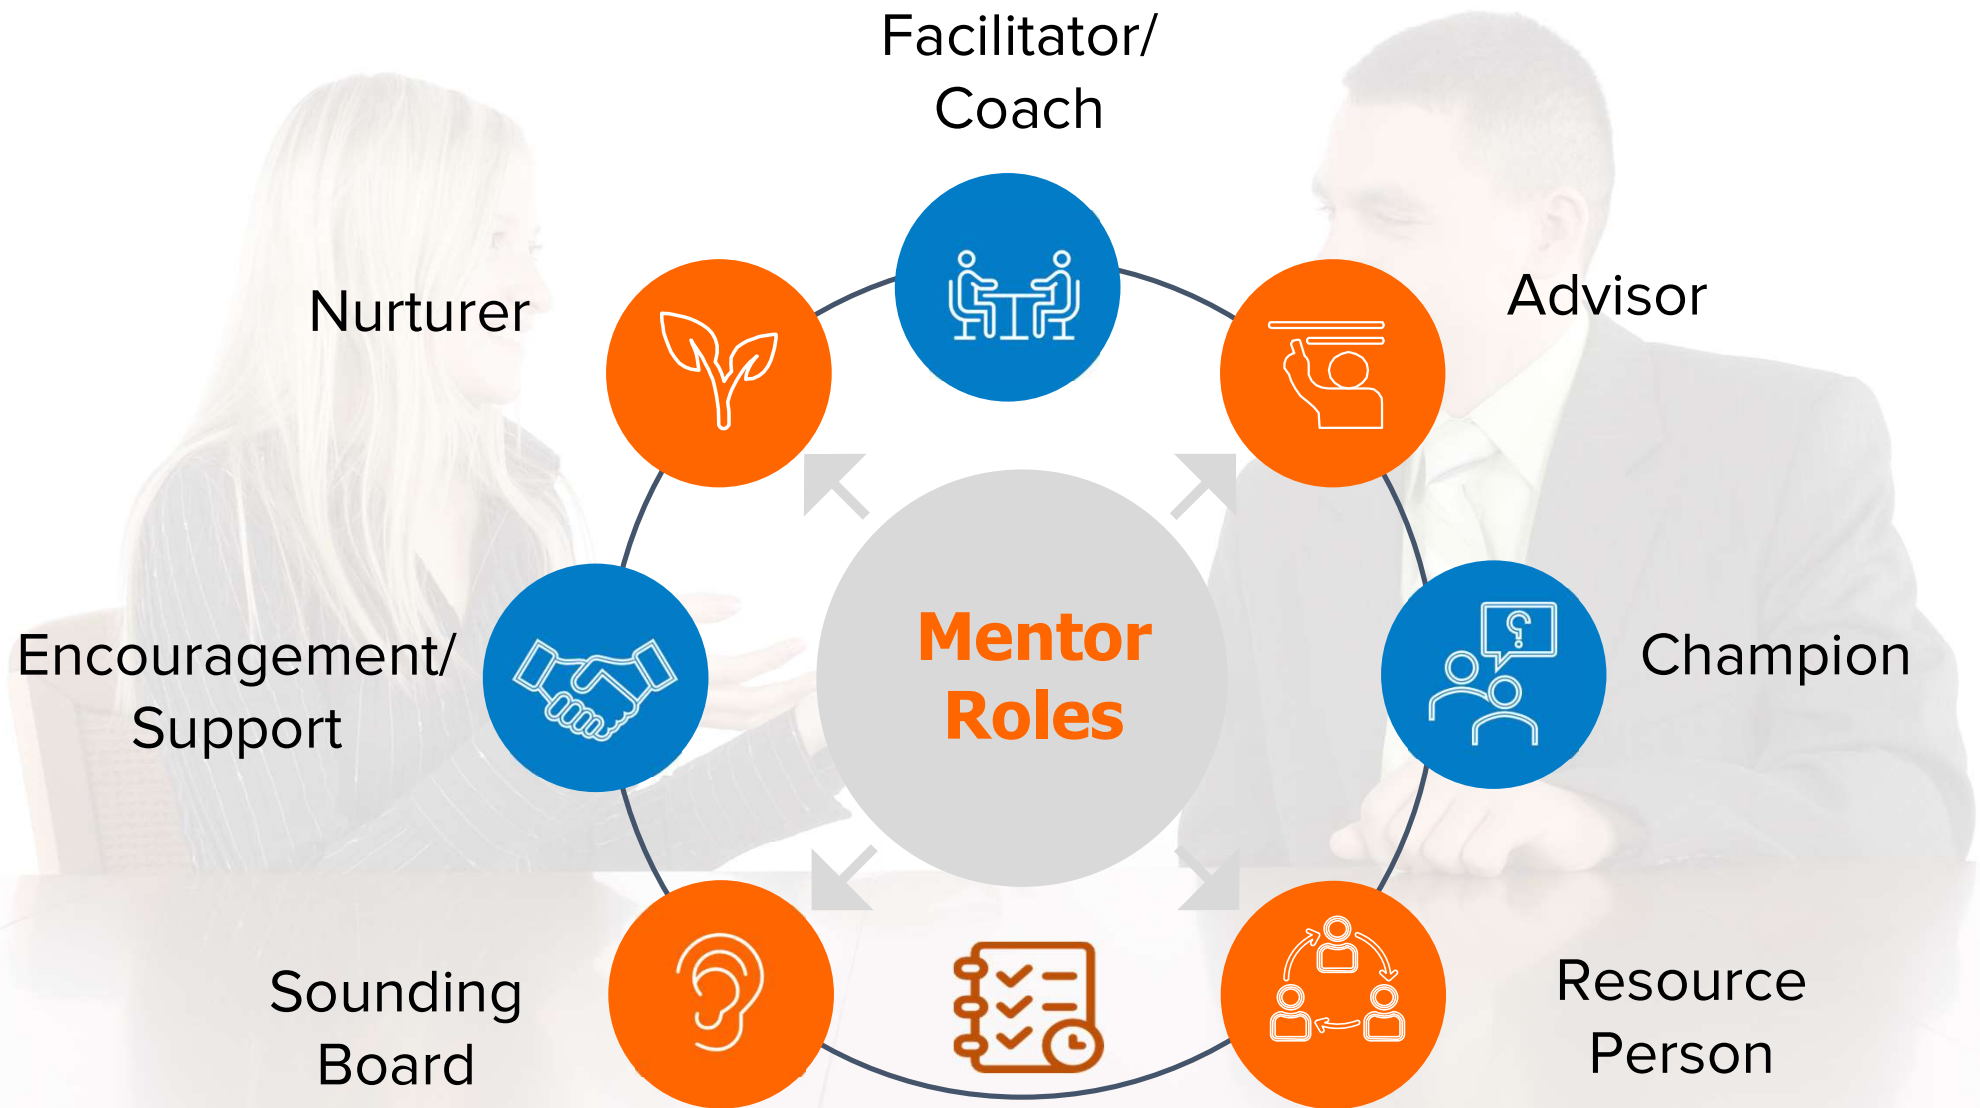 Facilitator/
Coach
Nurturer
Advisor
Encouragement/
Support
Mentor
Roles
Champion
Sounding
Board
Resource
Person
?